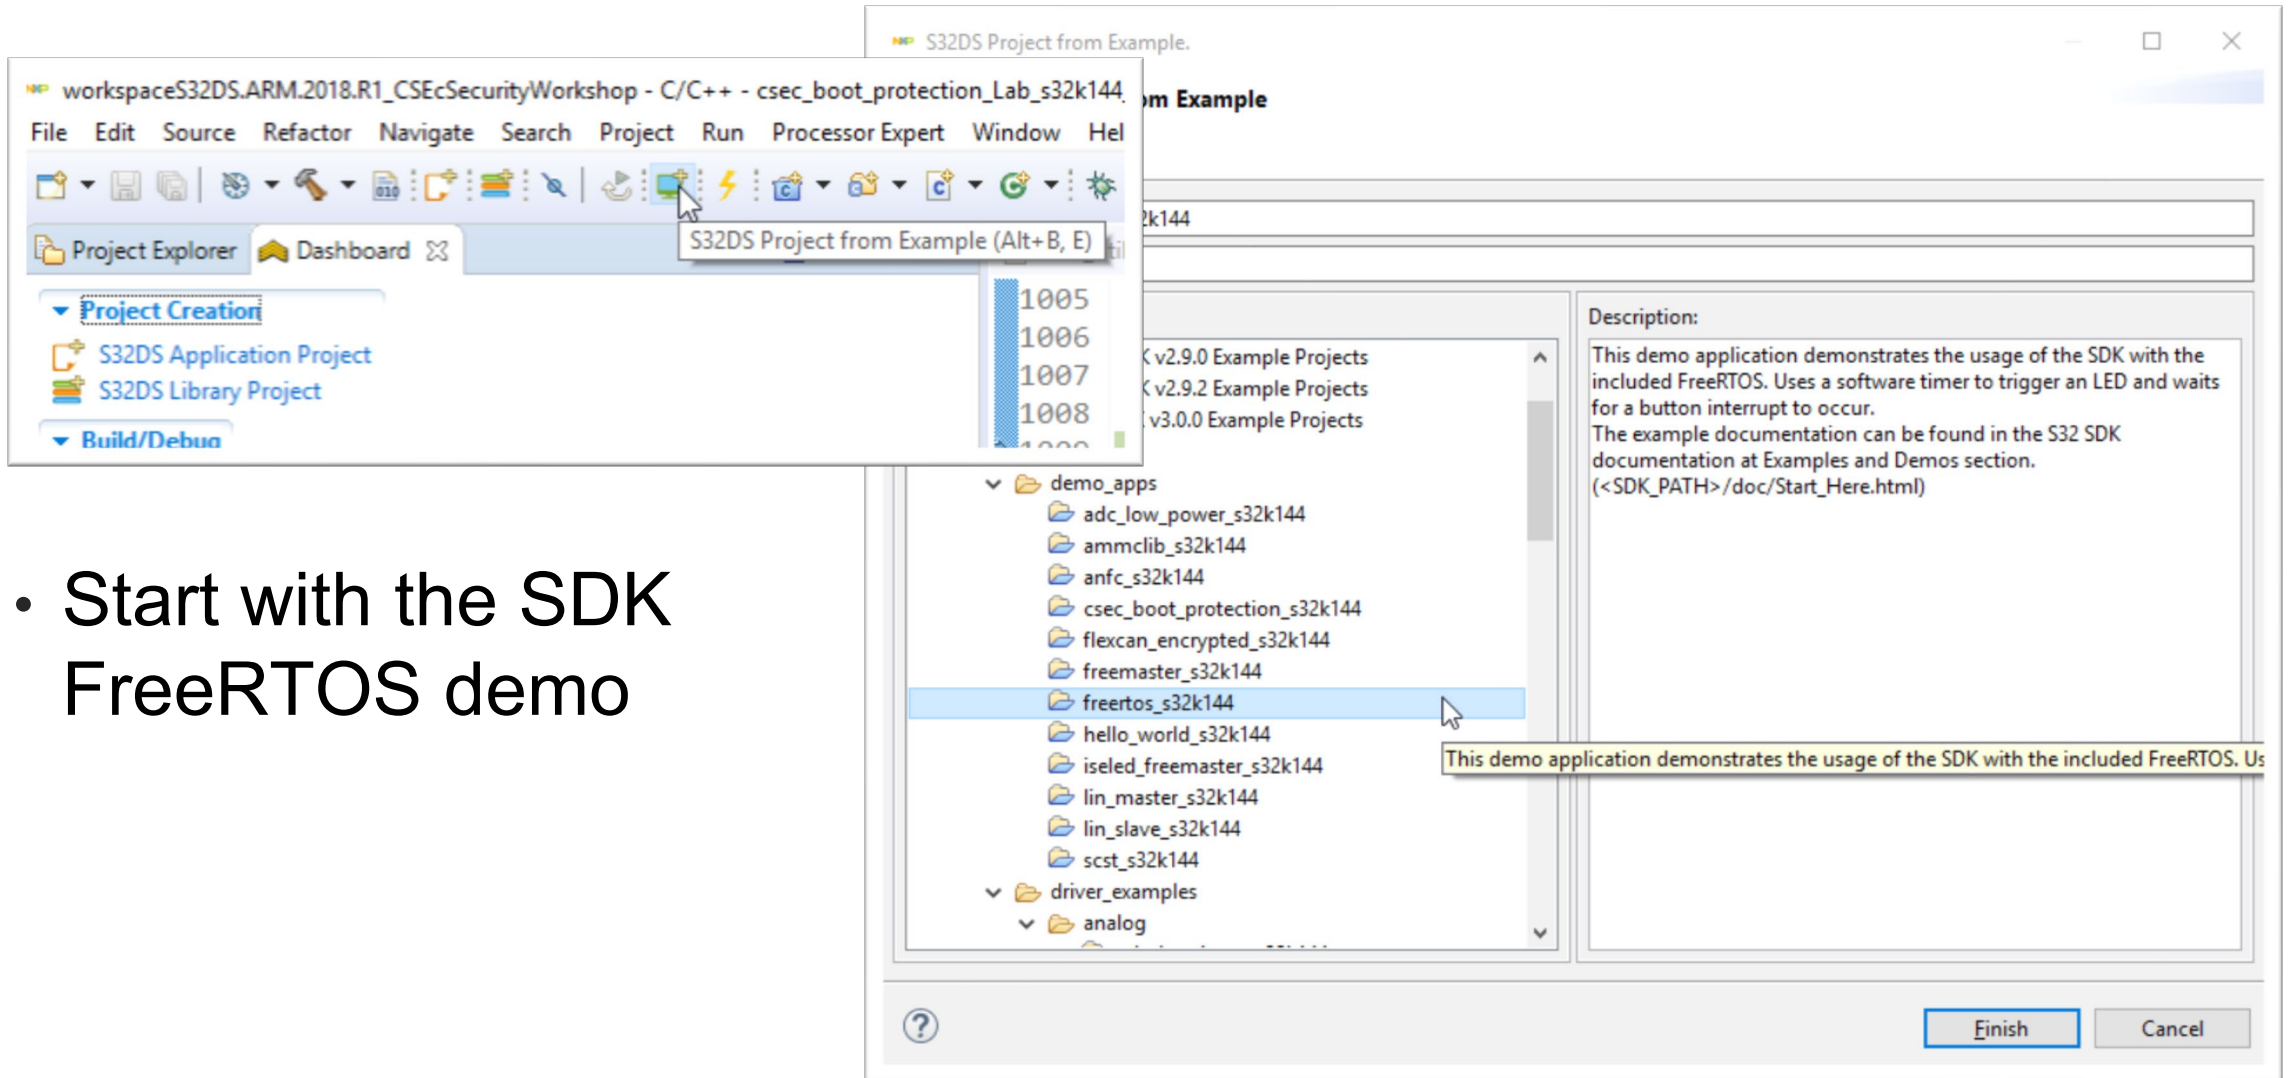 S32DS Project from Example.
om Example
workspaceS32DS.ARM.2018.R1_CSEcSecurityWorkshop - C/C++ - csec_boot_protection_Lab_s32k144_
File Edit Source Refactor Navigate Search Project Run Processor Expert Window Hel
S32DS Project from Example (Alt+B, E)
Project Explorer Dashboard
Project Creation
S32DS Application Project
S32DS Library Project
Build/Debug
1005
1006
1007
1008
1009
2k144
v2.9.0 Example Projects
v2.9.2 Example Projects
v3.0.0 Example Projects
demo_apps
adc_low_power_s32k144
ammclib_s32k144
anfc_s32k144
csec_boot_protection_s32k144
flexcan_encrypted_s32k144
freemaster_s32k144
freertos_s32k144
hello_world_s32k144
iseled_freemaster_s32k144
lin_master_s32k144
lin_slave_s32k144
scst_s32k144
driver_examples
analog
Description:
This demo application demonstrates the usage of the SDK with the
included FreeRTOS. Uses a software timer to trigger an LED and waits
for a button interrupt to occur.
The example documentation can be found in the S32 SDK
documentation at Examples and Demos section.
(<SDK_PATH>/doc/Start_Here.html)
This demo application demonstrates the usage of the SDK with the included FreeRTOS. Us
Finish Cancel
• Start with the SDK
FreeRTOS demo